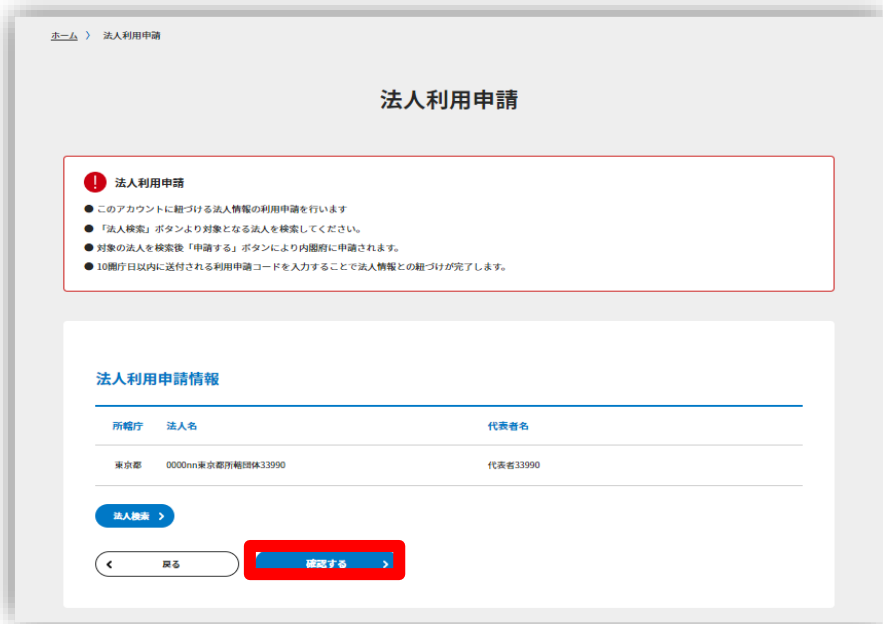 ホーム 〉 法人利用申請
法人利用申請
法人利用申請
● このアカウントに紐づける法人情報の利用申請を行います
● 「法人検索」ボタンより対象となる法人を検索してください。
● 対象の法人を検索後「申請する」ボタンにより内閣府に申請されます。
● 10開庁日以内に送付される利用申請コードを入力することで法人情報との紐づけが完了します。
法人利用申請情報
所轄庁 法人名 代表者名
東京都 0000nn東京都所轄団体33990 代表者33990
法人検索
戻る 確認する